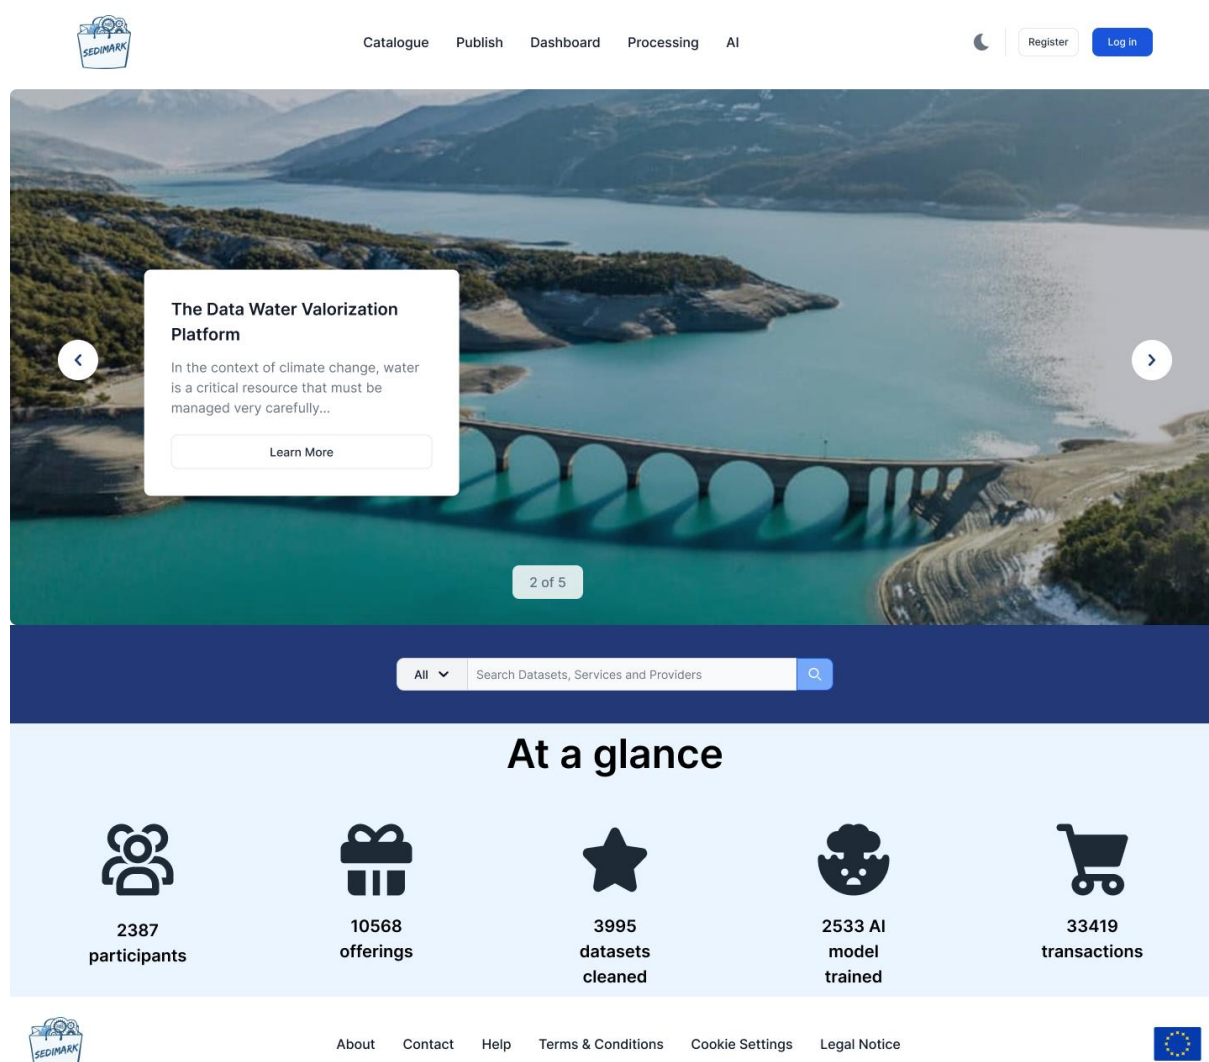 SEDIMARK
Catalogue Publish Dashboard Processing AI
Register Log in
The Data Water Valorization
Platform
In the context of climate change, water
is a critical resource that must be
managed very carefully...
Learn More
2 of 5
All Search Datasets, Services and Providers
At a glance
2387
participants
10568
offerings
3995
datasets
cleaned
2533 AI
model
trained
33419
transactions
SEDIMARK
About Contact Help Terms & Conditions Cookie Settings Legal Notice